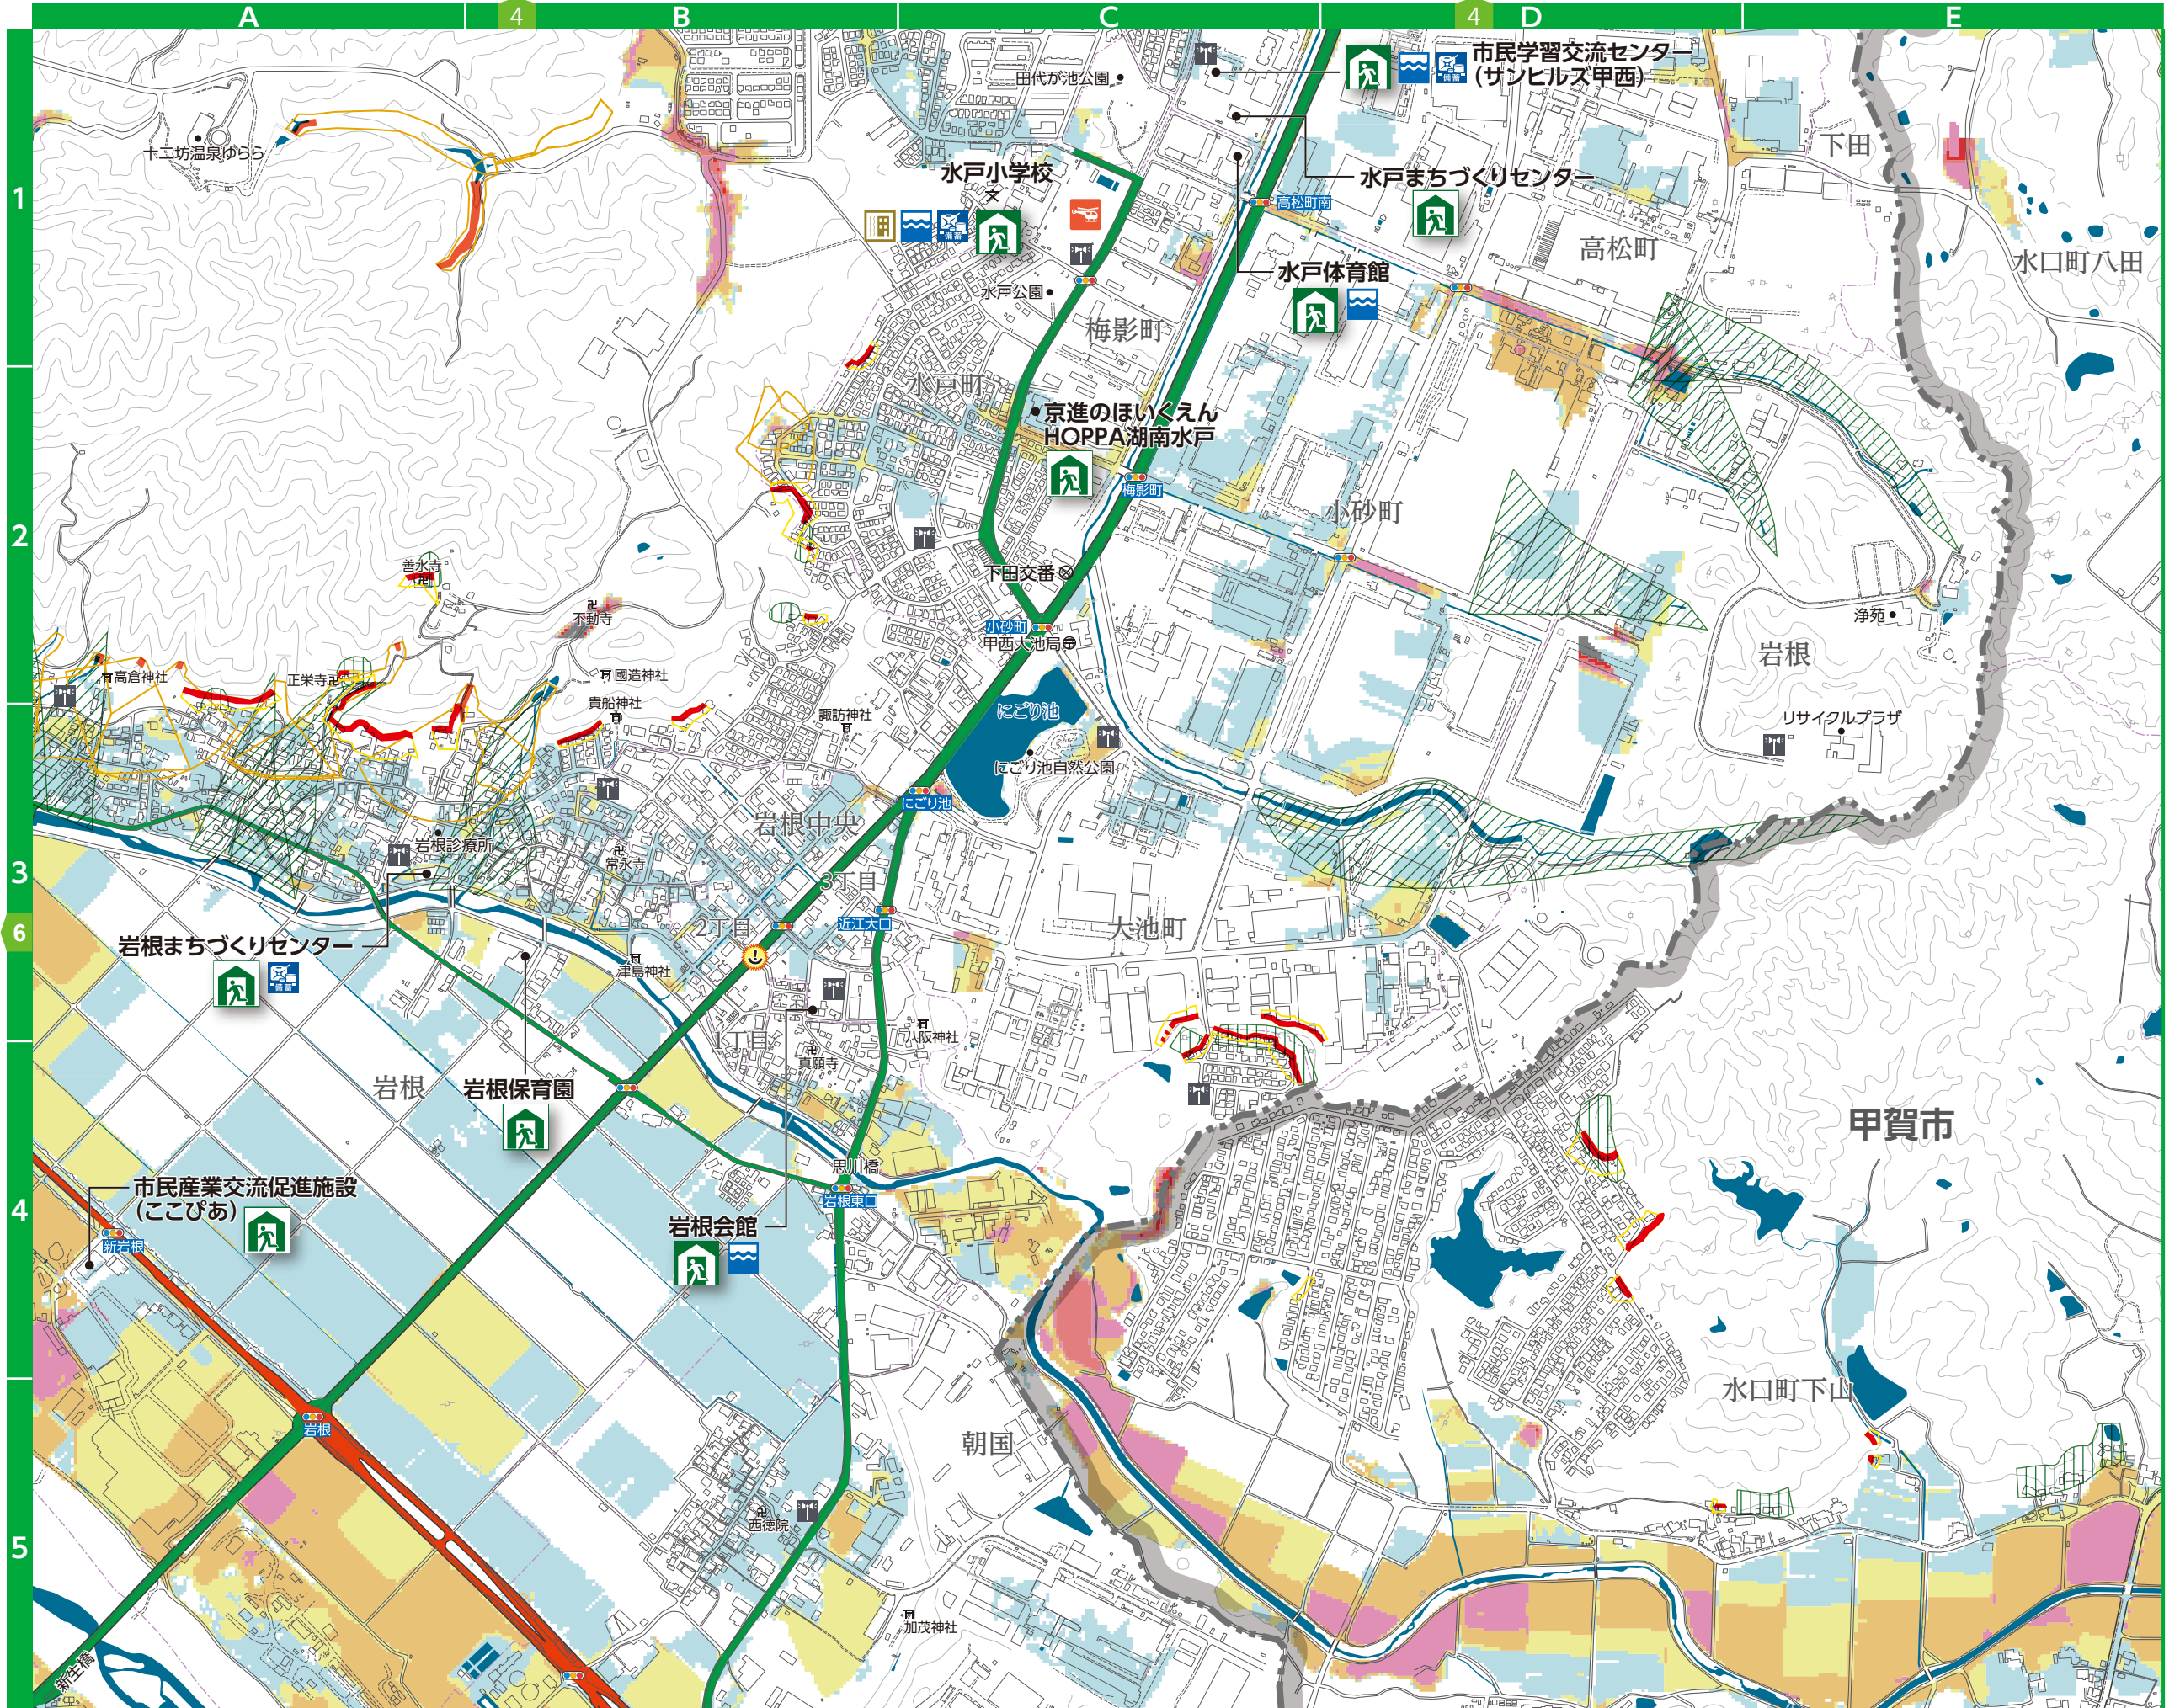 A
4
B
C
4
D
E
1
2
3
6
4
5
田代が池公園
市民学習交流センター
(サンヒルズ甲西)
備蓄
下田
十二坊温泉ゆらら
水戸小学校
文
備蓄
水戸まちづくりセンター
高松町南
高松町
水口町八田
水戸公園
水戸体育館
梅影町
水戸町
京進のほいくえん
HOPPA湖南水戸
梅影町
小砂町
善水寺
下田交番
不動寺
小砂町
甲西大池局
浄苑
岩根
高倉神社
正栄寺
國造神社
貴船神社
諏訪神社
にごり池
リサイクルプラザ
にごり池自然公園
にごり池
岩根中央
岩根診療所
常永寺
3丁目
2丁目
近江大口
大池町
岩根まちづくりセンター
備蓄
津島神社
八阪神社
1丁目
真願寺
岩根
岩根保育園
甲賀市
思川橋
市民産業交流促進施設
(ここぴあ)
岩根東口
岩根会館
新岩根
水口町下山
岩根
朝国
西徳院
加茂神社
新生橋